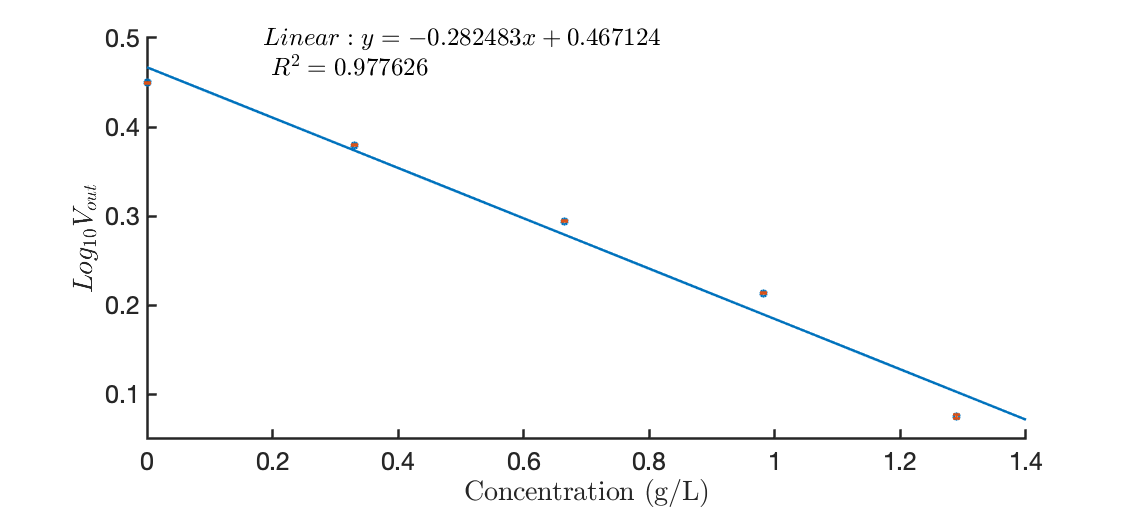 Linear : y = −0.282483x + 0.467124
R² = 0.977626
0.5
0.4
0.3
0.2
0.1
Log₁₀V_out
0 0.2 0.4 0.6 0.8 1 1.2 1.4
Concentration (g/L)